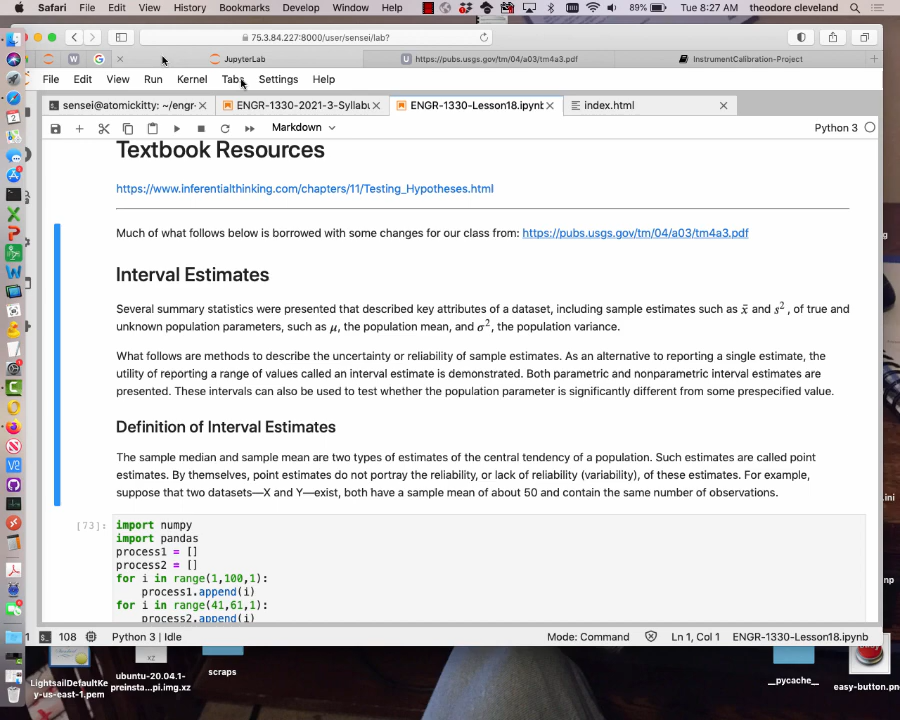 Safari File Edit View History Bookmarks Develop Window Help 89% Tue 8:27 AM theodore cleveland
75.3.84.227:8000/user/sensei/lab?
JupyterLab https://pubs.usgs.gov/tm/04/a03/tm4a3.pdf InstrumentCalibration-Project
File Edit View Run Kernel Tabs Settings Help
sensei@atomickitty: ~/engr- ENGR-1330-2021-3-Syllabu ENGR-1330-Lesson18.ipynb index.html
Markdown Python 3
Textbook Resources
https://www.inferentialthinking.com/chapters/11/Testing_Hypotheses.html
Much of what follows below is borrowed with some changes for our class from: https://pubs.usgs.gov/tm/04/a03/tm4a3.pdf
Interval Estimates
Several summary statistics were presented that described key attributes of a dataset, including sample estimates such as x̄ and s² , of true and
unknown population parameters, such as μ, the population mean, and σ², the population variance.
What follows are methods to describe the uncertainty or reliability of sample estimates. As an alternative to reporting a single estimate, the
utility of reporting a range of values called an interval estimate is demonstrated. Both parametric and nonparametric interval estimates are
presented. These intervals can also be used to test whether the population parameter is significantly different from some prespecified value.
Definition of Interval Estimates
The sample median and sample mean are two types of estimates of the central tendency of a population. Such estimates are called point
estimates. By themselves, point estimates do not portray the reliability, or lack of reliability (variability), of these estimates. For example,
suppose that two datasets—X and Y—exist, both have a sample mean of about 50 and contain the same number of observations.
[73]: import numpy
import pandas
process1 = []
process2 = []
for i in range(1,100,1):
process1.append(i)
for i in range(41,61,1):
process2.append(i)
108 Python 3 | Idle Mode: Command Ln 1, Col 1 ENGR-1330-Lesson18.ipynb
LightsailDefaultKe
y-us-east-1.pem
ubuntu-20.04.1-
preinsta...pi.img.xz
scraps
__pycache__
easy-button.pn